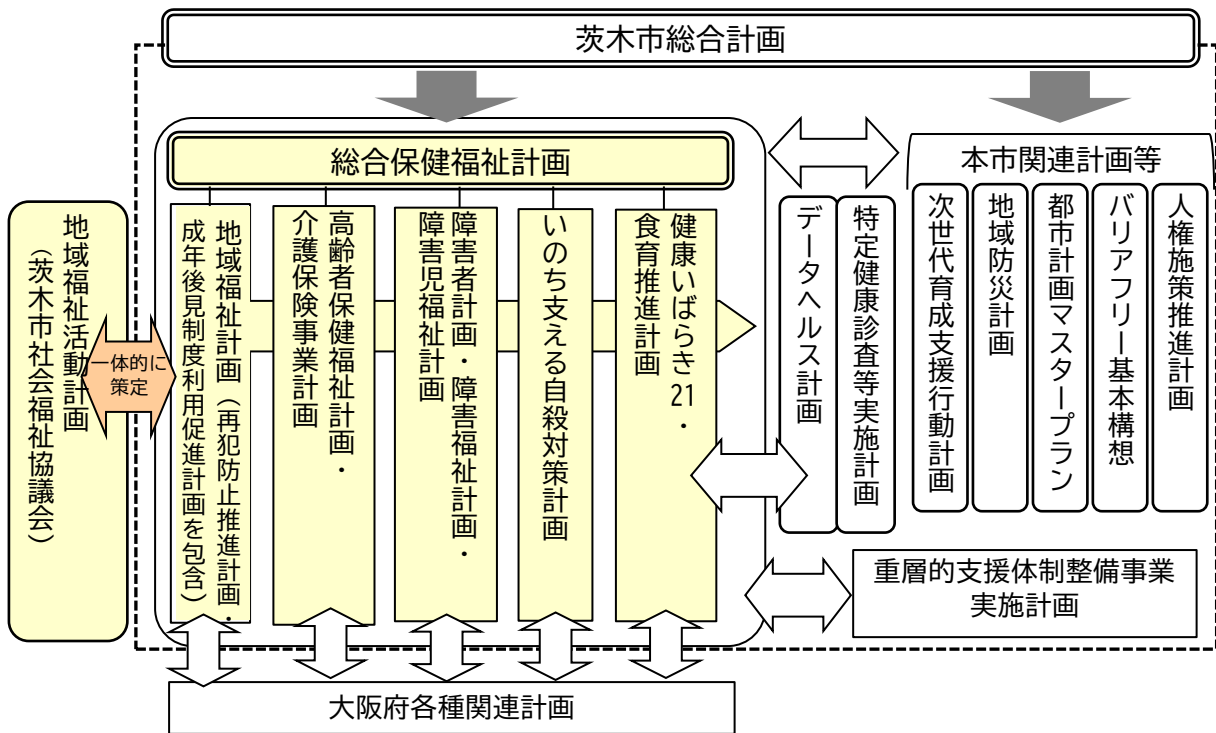 茨木市総合計画
総合保健福祉計画
本市関連計画等
地域福祉活動計画
(茨木市社会福祉協議会)
一体的に
策定
地域福祉計画(再犯防止推進計画・
成年後見制度利用促進計画を包含)
高齢者保健福祉計画・
介護保険事業計画
障害者計画・障害福祉計画・
障害児福祉計画
いのち支える自殺対策計画
健康いばらき21・
食育推進計画
データヘルス計画
特定健康診査等実施計画
次世代育成支援行動計画
地域防災計画
都市計画マスタープラン
バリアフリー基本構想
人権施策推進計画
重層的支援体制整備事業
実施計画
大阪府各種関連計画